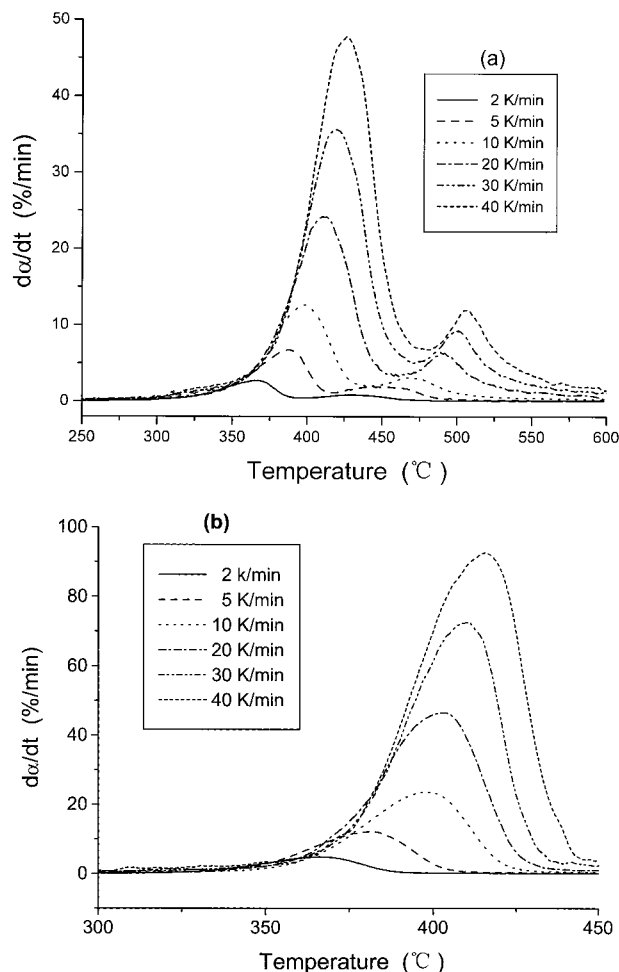 (a)
2 K/min
5 K/min
10 K/min
20 K/min
30 K/min
40 K/min
50
40
30
20
10
0
dα/dt (%/min)
250 300 350 400 450 500 550 600
Temperature (℃)
(b)
2 k/min
5 K/min
10 K/min
20 K/min
30 K/min
40 K/min
100
80
60
40
20
0
dα/dt (%/min)
300 350 400 450
Temperature (℃)